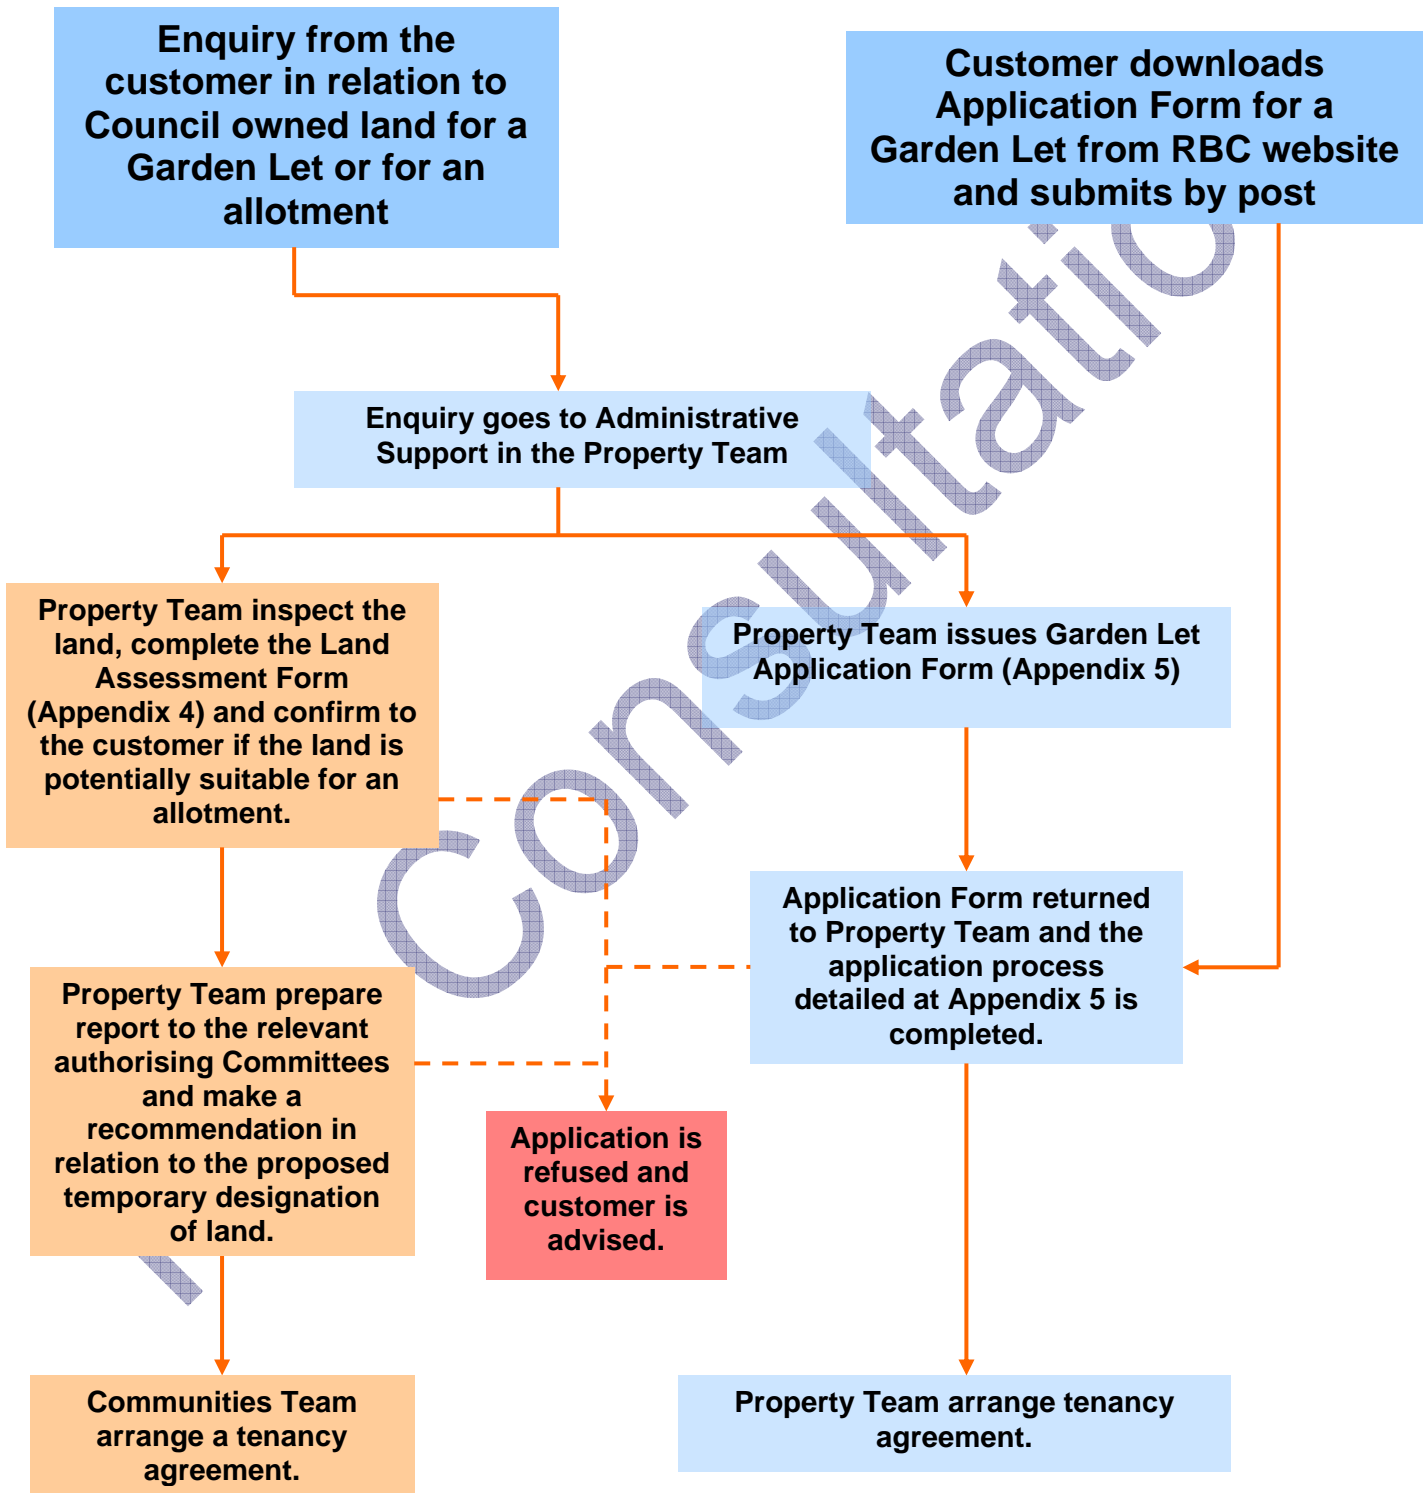 Enquiry from the
customer in relation to
Council owned land for a
Garden Let or for an
allotment
Customer downloads
Application Form for a
Garden Let from RBC website
and submits by post
Enquiry goes to Administrative
Support in the Property Team
Property Team inspect the
land, complete the Land
Assessment Form
(Appendix 4) and confirm to
the customer if the land is
potentially suitable for an
allotment.
Property Team issues Garden Let
Application Form (Appendix 5)
Application Form returned
to Property Team and the
application process
detailed at Appendix 5 is
completed.
Property Team prepare
report to the relevant
authorising Committees
and make a
recommendation in
relation to the proposed
temporary designation
of land.
Application is
refused and
customer is
advised.
Communities Team
arrange a tenancy
agreement.
Property Team arrange tenancy
agreement.
Consultatio